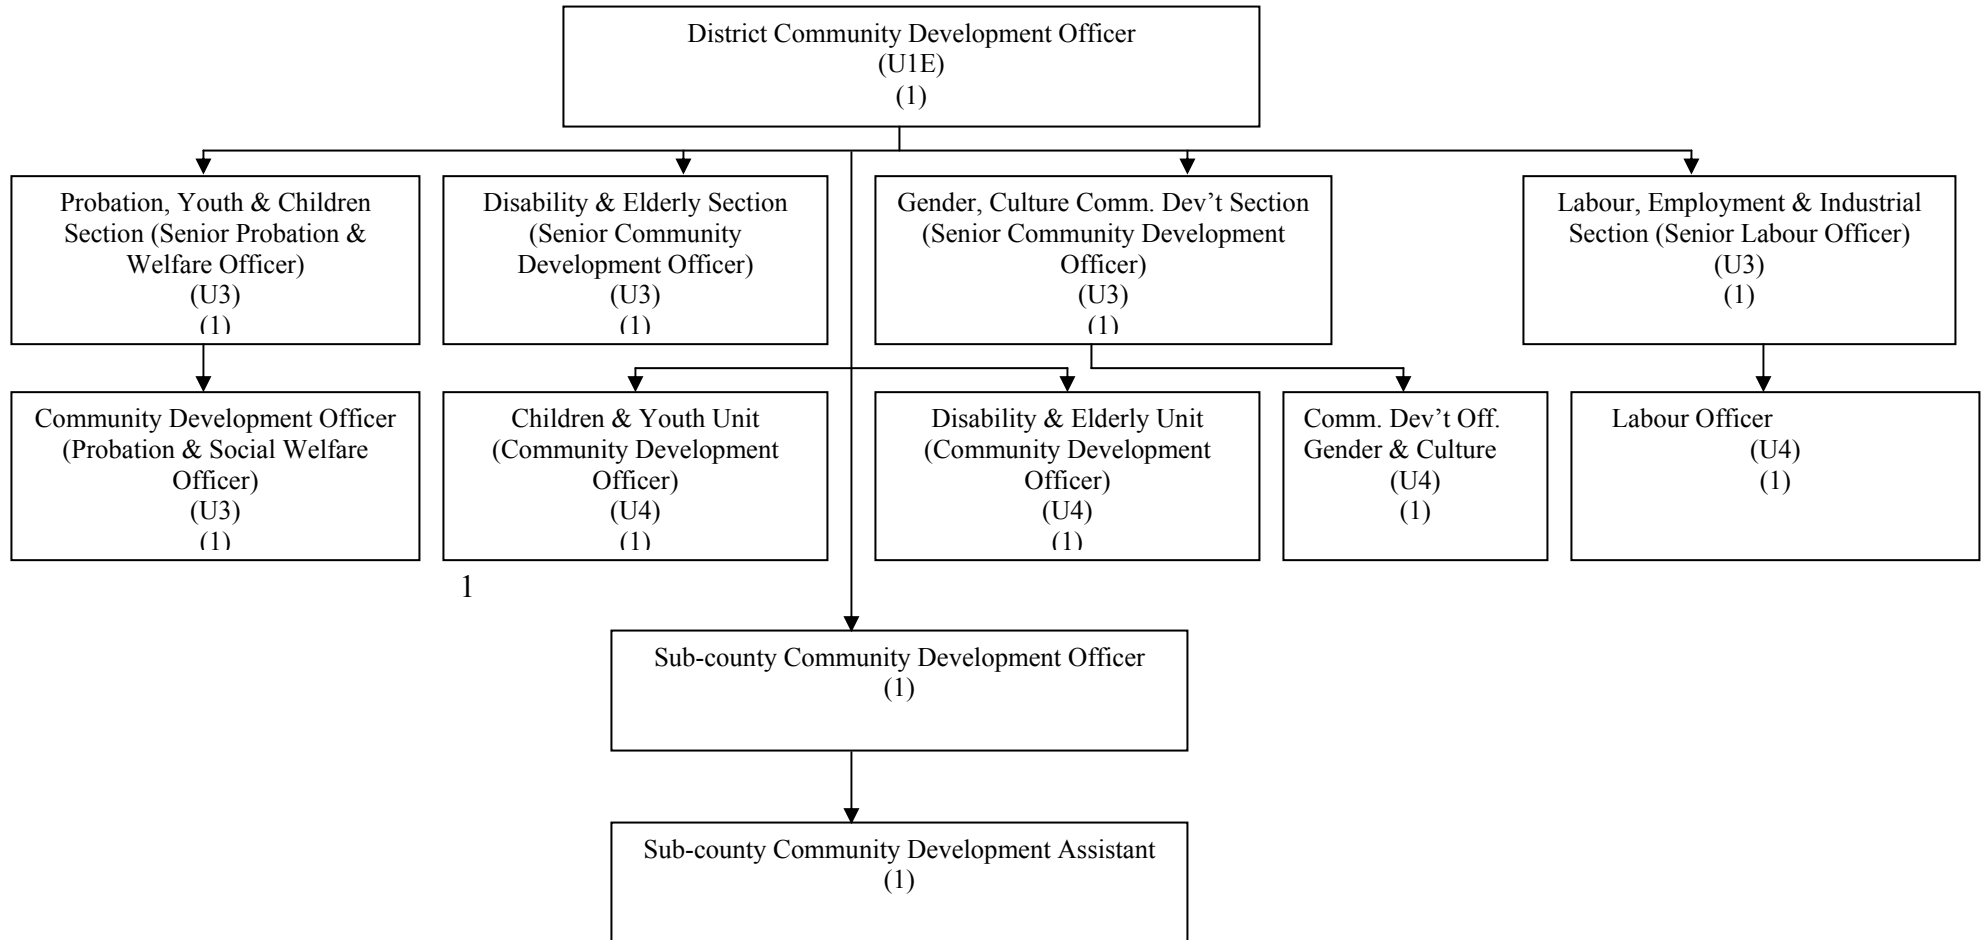 District Community Development Officer
(U1E)
(1)
Probation, Youth & Children
Section (Senior Probation &
Welfare Officer)
(U3)
(1)
Disability & Elderly Section
(Senior Community
Development Officer)
(U3)
(1)
Gender, Culture Comm. Dev’t Section
(Senior Community Development
Officer)
(U3)
(1)
Labour, Employment & Industrial
Section (Senior Labour Officer)
(U3)
(1)
Community Development Officer
(Probation & Social Welfare
Officer)
(U3)
(1)
Children & Youth Unit
(Community Development
Officer)
(U4)
(1)
Disability & Elderly Unit
(Community Development
Officer)
(U4)
(1)
Comm. Dev’t Off.
Gender & Culture
(U4)
(1)
Labour Officer
(U4)
(1)
1
Sub-county Community Development Officer
(1)
Sub-county Community Development Assistant
(1)